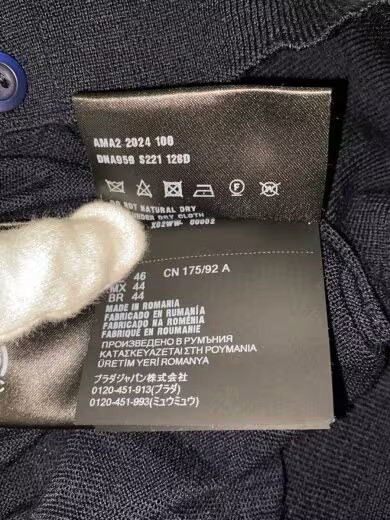 AMA2 2024 100
DNA959 S221 126D
NOT NATURAL DRY
UNDER DRY CLOTH
X02WW- 00002
46 CN 175/92 A
MX 44
BR 44
MADE IN ROMANIA
FABRICADO EN RUMANÍA
FABRICADO NA ROMÉNIA
FABRIQUÉ EN ROUMANIE
ПРОИЗВЕДЕНО В РУМЪНИЯ
ΚΑΤΑΣΚΕΥΑΖΕΤΑΙ ΣΤΗ ΡΟΥΜΑΝΙΑ
ÜRETİM YERİ ROMANYA
プラダジャパン株式会社
0120-451-913(プラダ)
0120-451-993(ミュウミュウ)